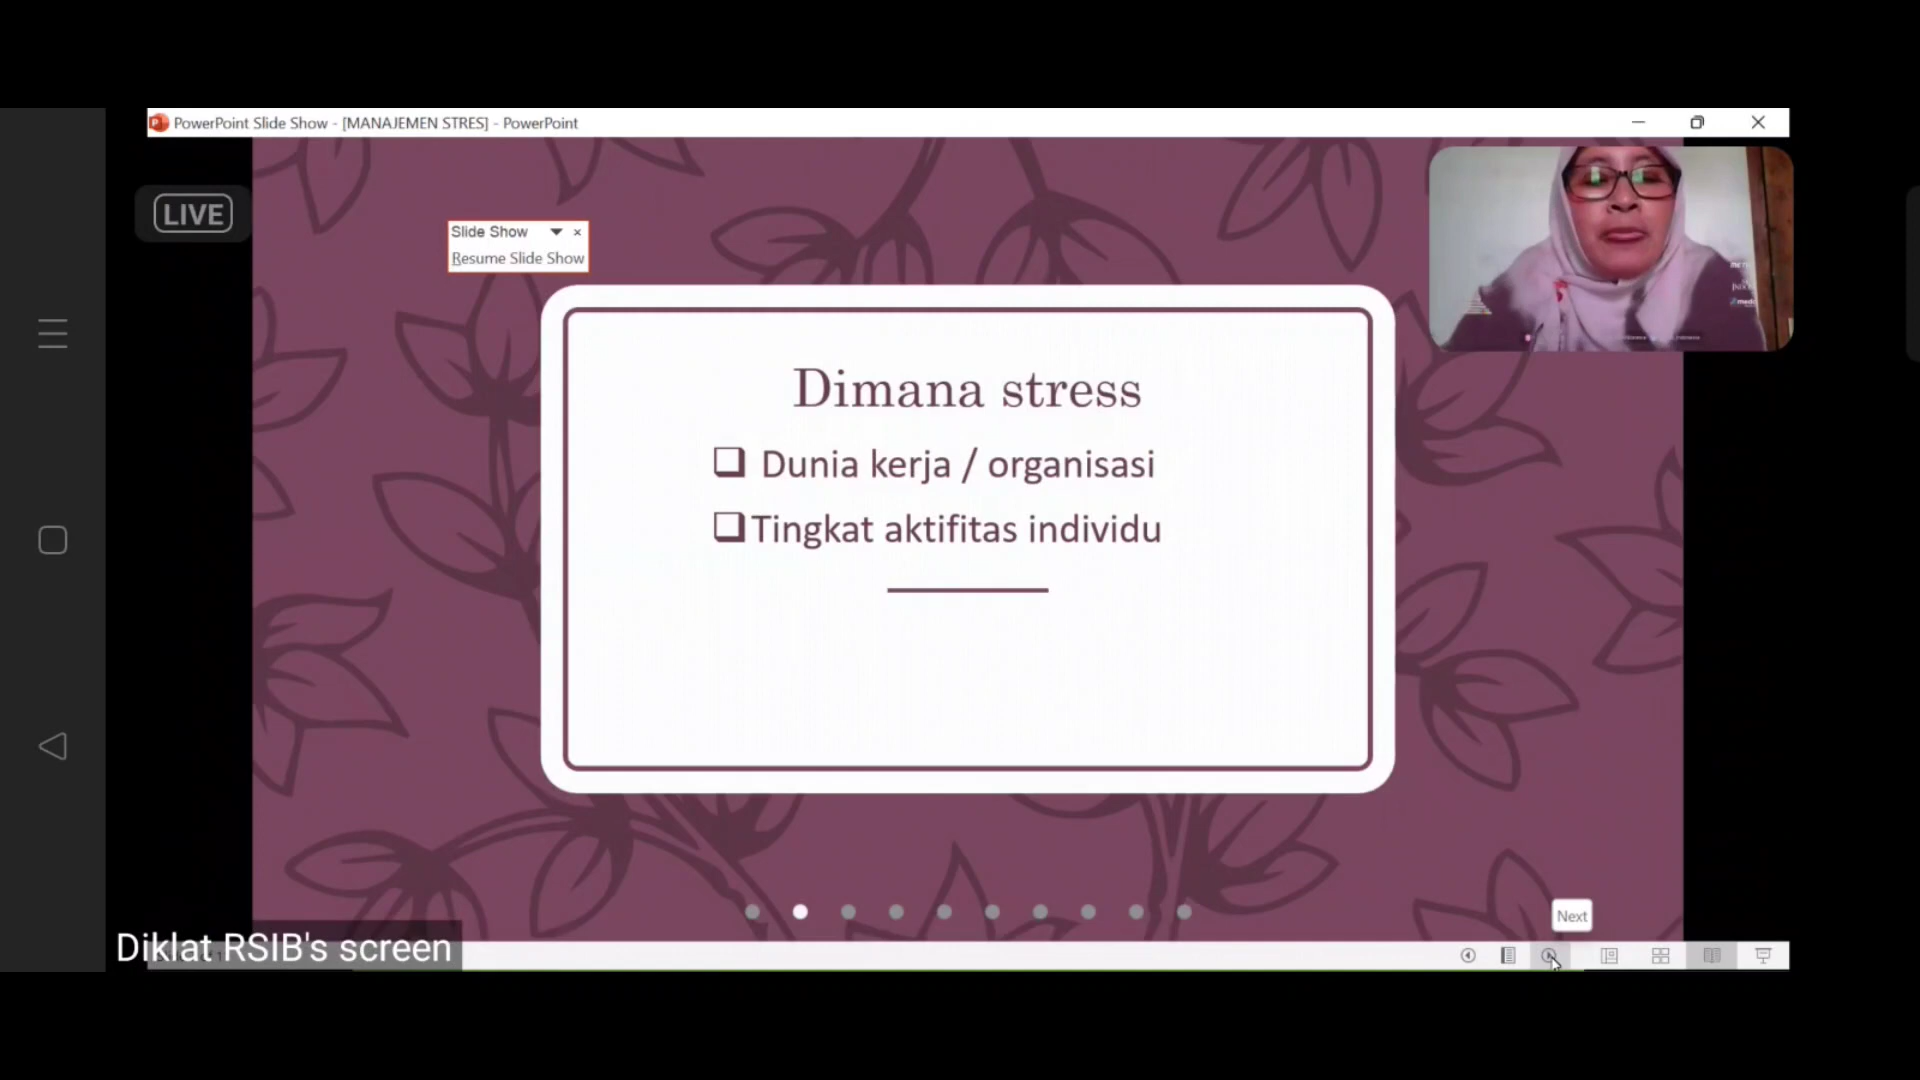 PowerPoint Slide Show - [MANAJEMEN STRES] - PowerPoint
LIVE
Slide Show
Resume Slide Show
Dimana stress
Dunia kerja / organisasi
Tingkat aktifitas individu
Next
Diklat RSIB's screen